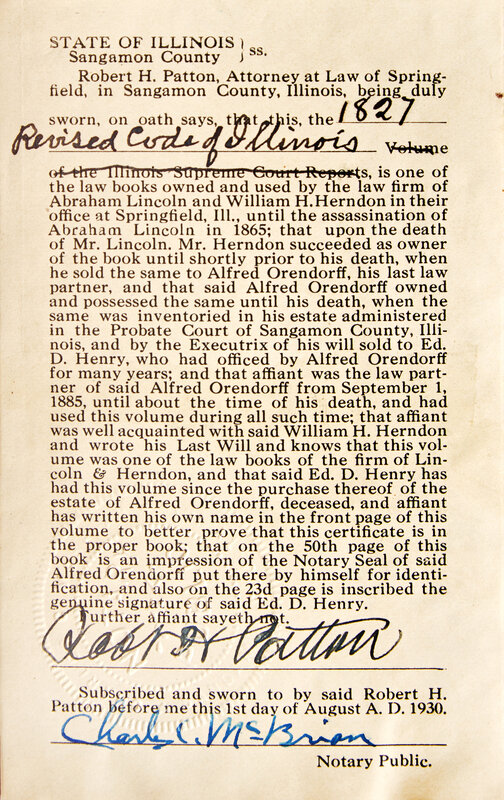 STATE OF ILLINOIS
Sangamon County } ss.
Robert H. Patton, Attorney at Law of Spring-
field, in Sangamon County, Illinois, being duly
sworn, on oath says, that this, the 1827
Revised Code of Illinois Volume
of the Illinois Supreme Court Reports, is one of
the law books owned and used by the law firm of
Abraham Lincoln and William H. Herndon in their
office at Springfield, Ill., until the assassination of
Abraham Lincoln in 1865; that upon the death
of Mr. Lincoln. Mr. Herndon succeeded as owner
of the book until shortly prior to his death, when
he sold the same to Alfred Orendorff, his last law
partner, and that said Alfred Orendorff owned
and possessed the same until his death, when the
same was inventoried in his estate administered
in the Probate Court of Sangamon County, Illi-
nois, and by the Executrix of his will sold to Ed.
D. Henry, who had officed by Alfred Orendorff
for many years; and that affiant was the law part-
ner of said Alfred Orendorff from September 1,
1885, until about the time of his death, and had
used this volume during all such time; that affiant
was well acquainted with said William H. Herndon
and wrote his Last Will and knows that this vol-
ume was one of the law books of the firm of Lin-
coln & Herndon, and that said Ed. D. Henry has
had this volume since the purchase thereof of the
estate of Alfred Orendorff, deceased, and affiant
has written his own name in the front page of this
volume to better prove that this certificate is in
the proper book; that on the 50th page of this
book is an impression of the Notary Seal of said
Alfred Orendorff put there by himself for identi-
fication, and also on the 23d page is inscribed the
genuine signature of said Ed. D. Henry.
Further affiant sayeth not.
Robt H Patton
Subscribed and sworn to by said Robert H.
Patton before me this 1st day of August A. D. 1930.
Charles C. McBrian
Notary Public.